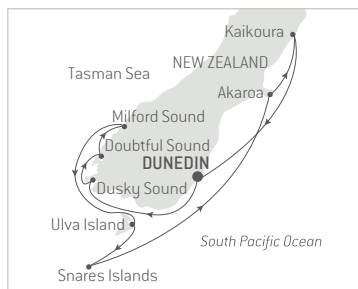 Kaikoura
NEW ZEALAND
Tasman Sea
Akaroa
Milford Sound
Doubtful Sound
DUNEDIN
Dusky Sound
Ulva Island
South Pacific Ocean
Snares Islands